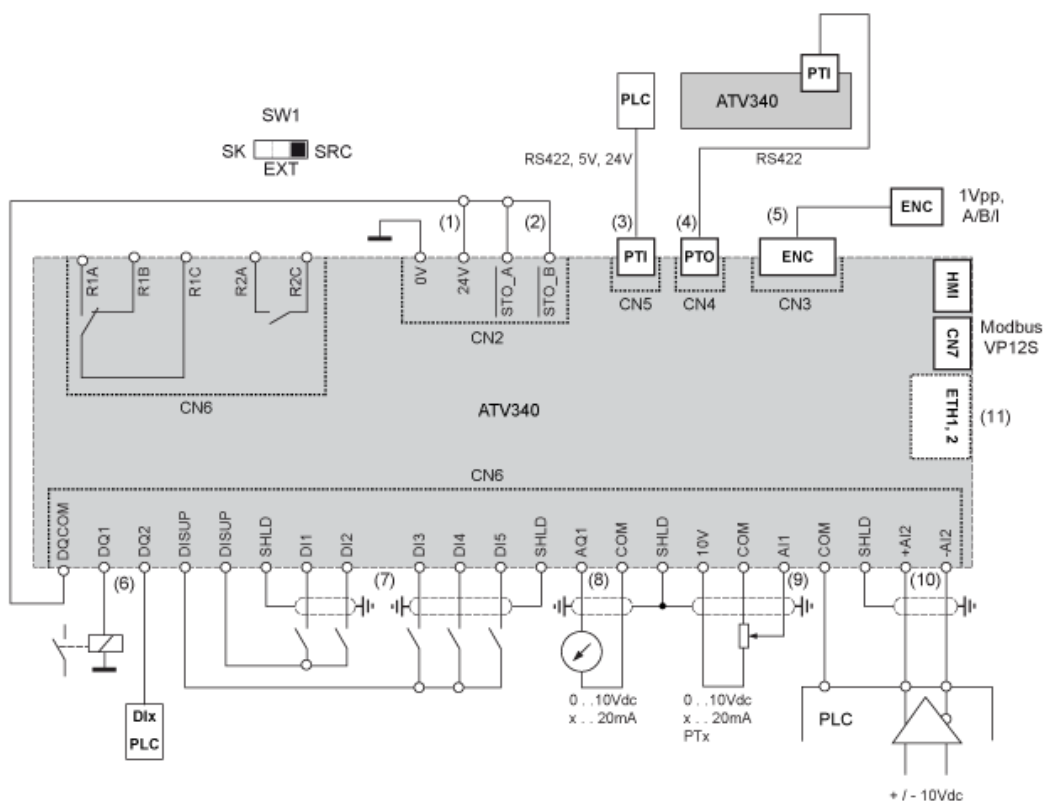 SW1
SK SRC
EXT
PLC
PTI
ATV340
RS422, 5V, 24V
RS422
(1)
(2)
(3)
(4)
(5)
ENC
1Vpp,
A/B/I
R1A
R1B
R1C
R2A
R2C
CN6
0V
24V
STO_A
STO_B
CN2
PTI
CN5
PTO
CN4
ENC
CN3
HMI
CN7
Modbus
VP12S
ETH1, 2
(11)
ATV340
CN6
DQCOM
DQ1
DQ2
DISUP
DISUP
SHLD
DI1
DI2
DI3
DI4
DI5
SHLD
AQ1
COM
SHLD
10V
COM
AI1
COM
SHLD
+AI2
-AI2
(6)
(7)
(8)
(9)
(10)
DIx
PLC
0 . . 10Vdc
x . . 20mA
0 . . 10Vdc
x . . 20mA
PTx
PLC
+ / - 10Vdc